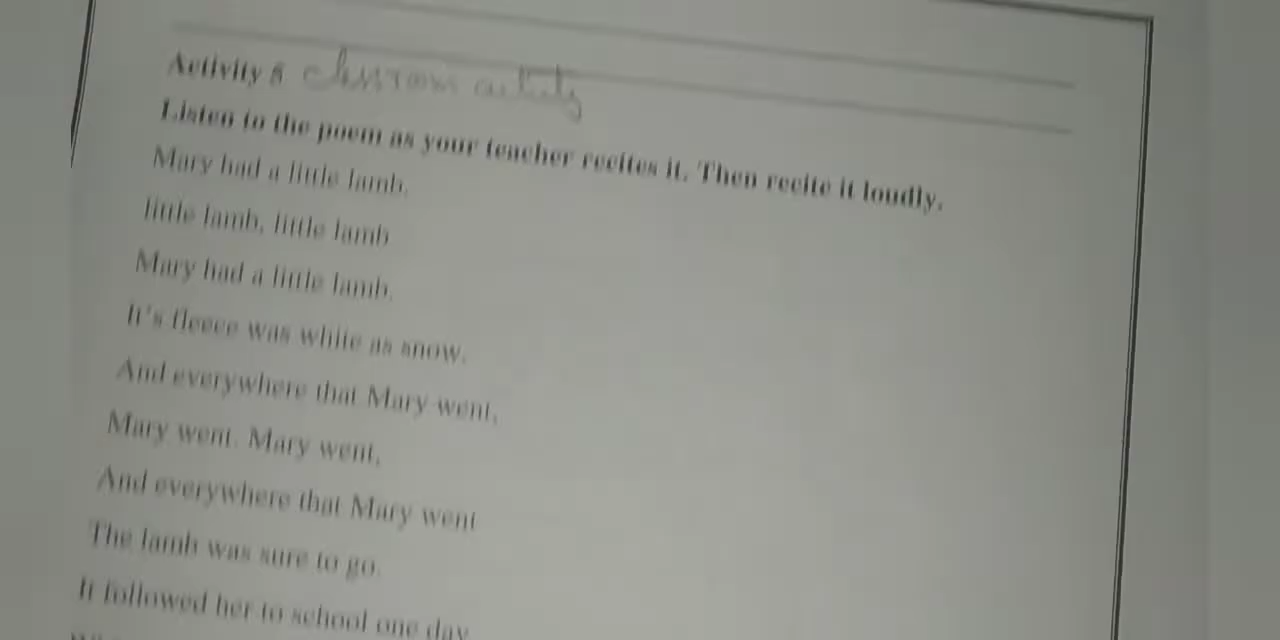 Activity 6 classroom activity
Listen to the poem as your teacher recites it. Then recite it loudly.
Mary had a little lamb,
little lamb, little lamb
Mary had a little lamb,
It's fleece was white as snow.
And everywhere that Mary went,
Mary went. Mary went,
And everywhere that Mary went
The lamb was sure to go.
It followed her to school one day